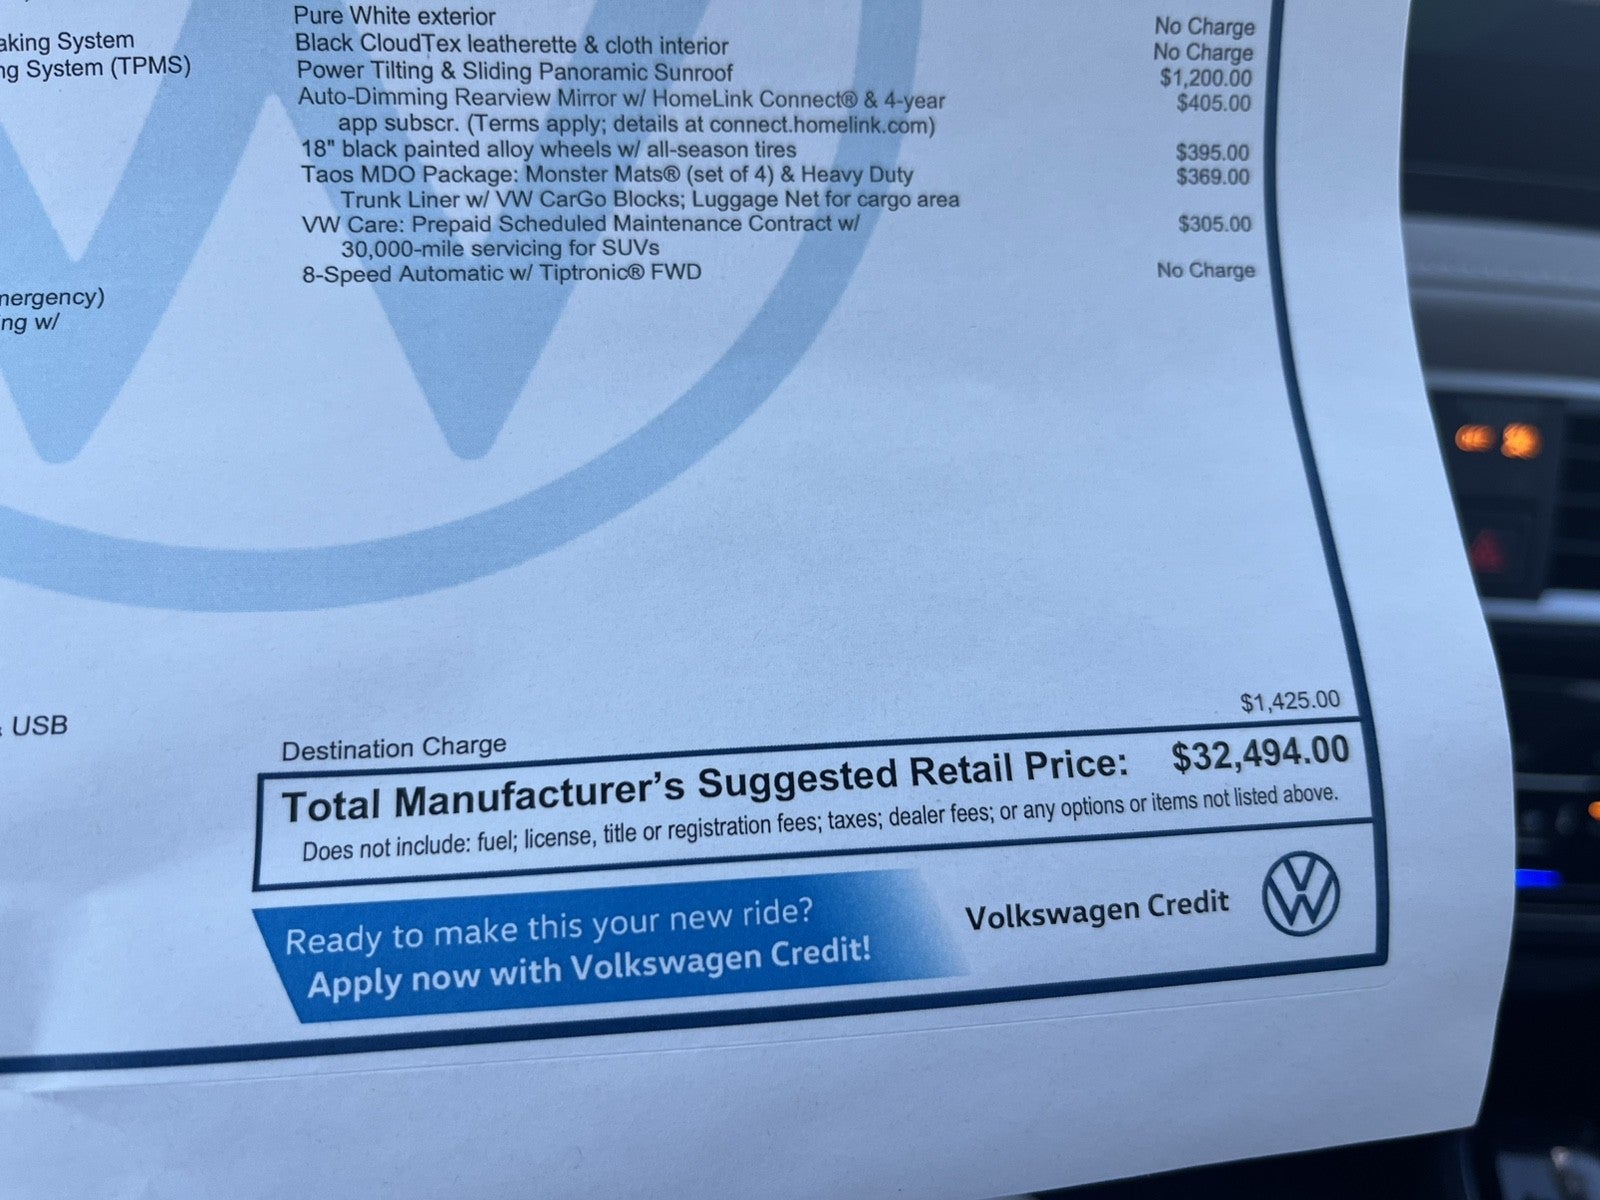 Pure White exterior No Charge
aking System
Black CloudTex leatherette & cloth interior No Charge
ng System (TPMS)
Power Tilting & Sliding Panoramic Sunroof $1,200.00
Auto-Dimming Rearview Mirror w/ HomeLink Connect® & 4-year $405.00
app subscr. (Terms apply; details at connect.homelink.com)
18" black painted alloy wheels w/ all-season tires $395.00
Taos MDO Package: Monster Mats® (set of 4) & Heavy Duty $369.00
Trunk Liner w/ VW CarGo Blocks; Luggage Net for cargo area
VW Care: Prepaid Scheduled Maintenance Contract w/ $305.00
30,000-mile servicing for SUVs
8-Speed Automatic w/ Tiptronic® FWD No Charge
mergency)
ng w/
& USB
Destination Charge $1,425.00
Total Manufacturer's Suggested Retail Price: $32,494.00
Does not include: fuel; license, title or registration fees; taxes; dealer fees; or any options or items not listed above.
Ready to make this your new ride?
Apply now with Volkswagen Credit!
Volkswagen Credit